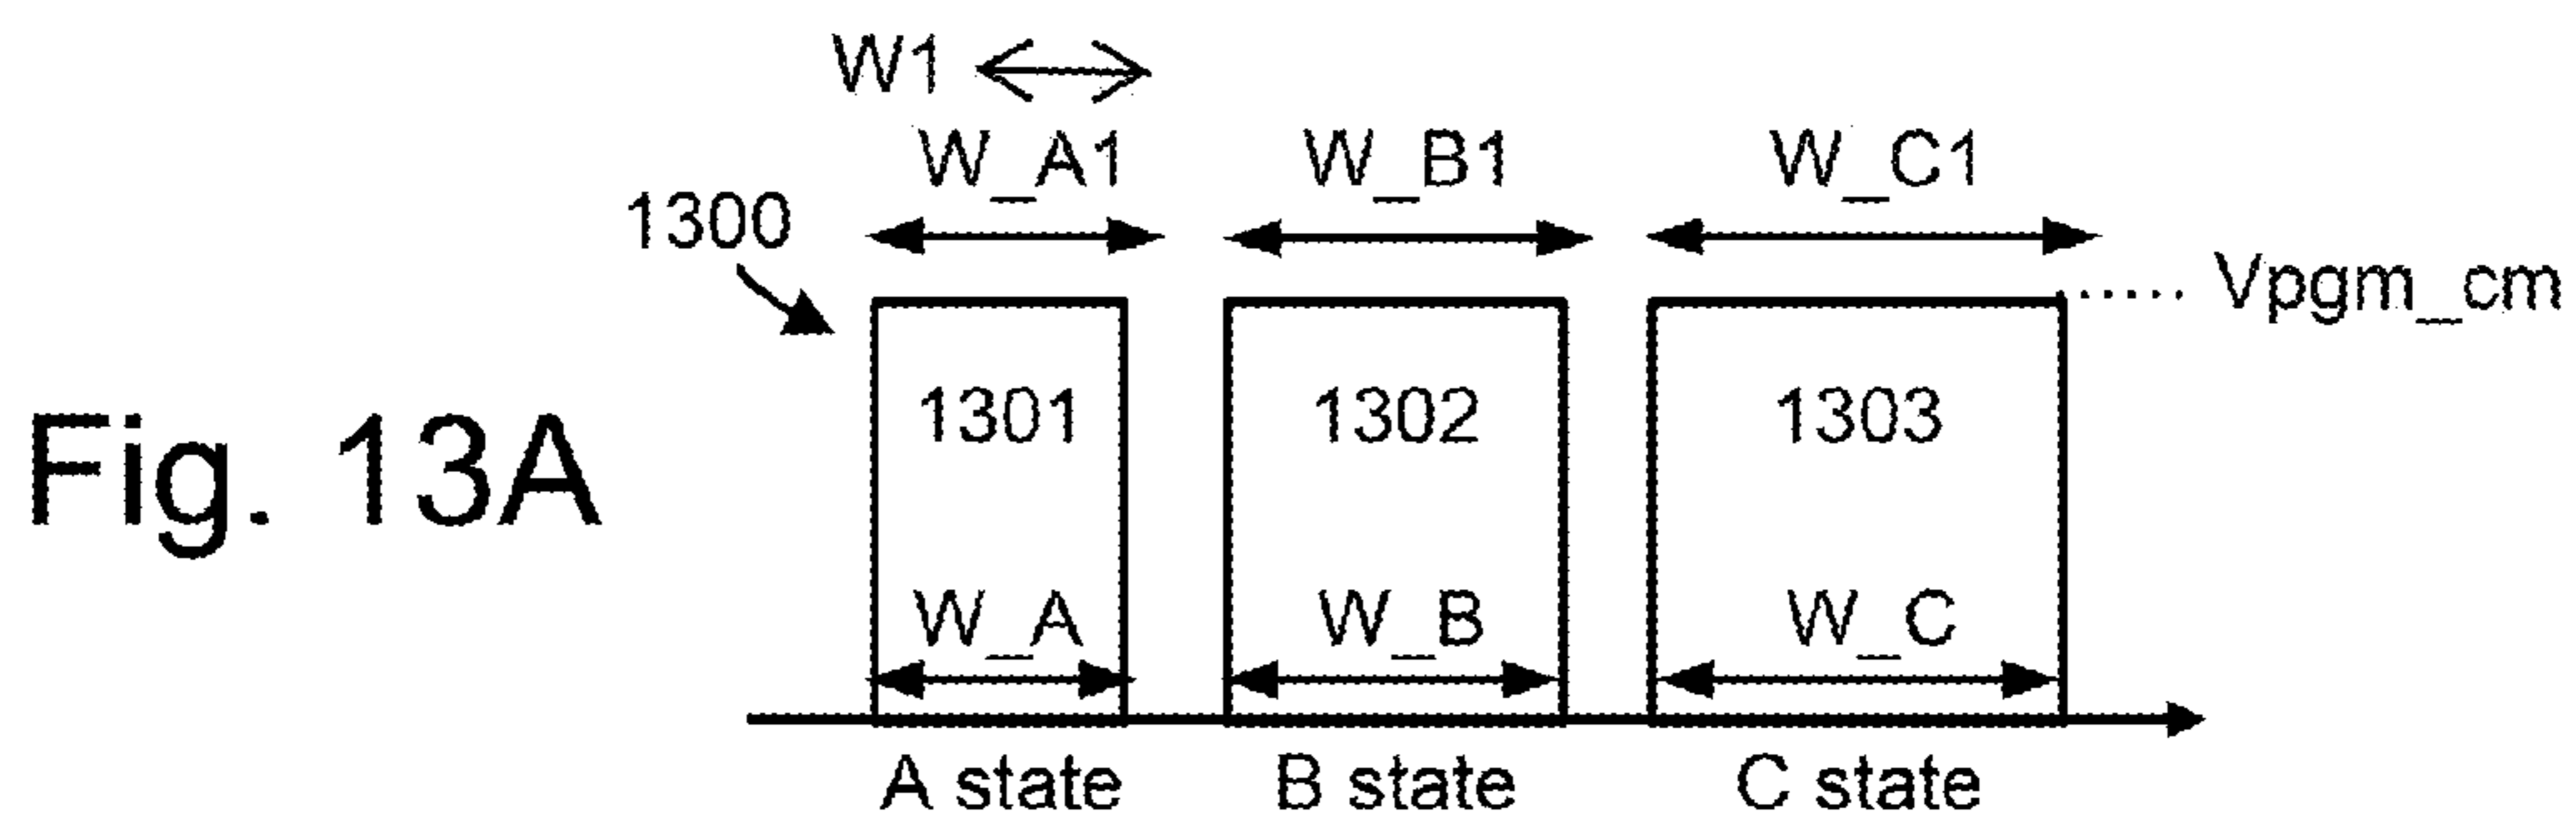 W1
W_A1 W_B1 W_C1
1300
Vpgm_cm
1301 1302 1303
Fig. 13A
W_A W_B W_C
A state B state C state